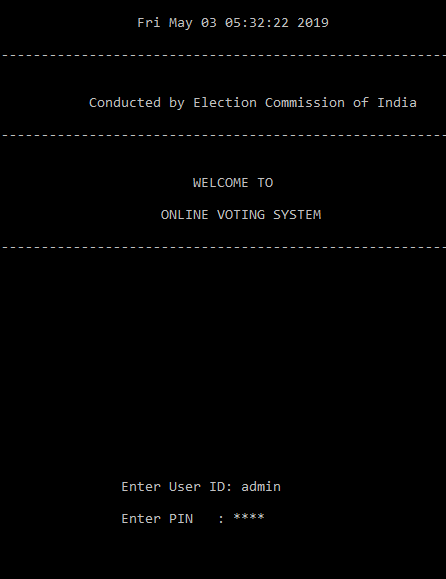 Fri May 03 05:32:22 2019
--------------------------------------------------------
Conducted by Election Commission of India
--------------------------------------------------------
WELCOME TO
ONLINE VOTING SYSTEM
--------------------------------------------------------
Enter User ID: admin
Enter PIN   : ****